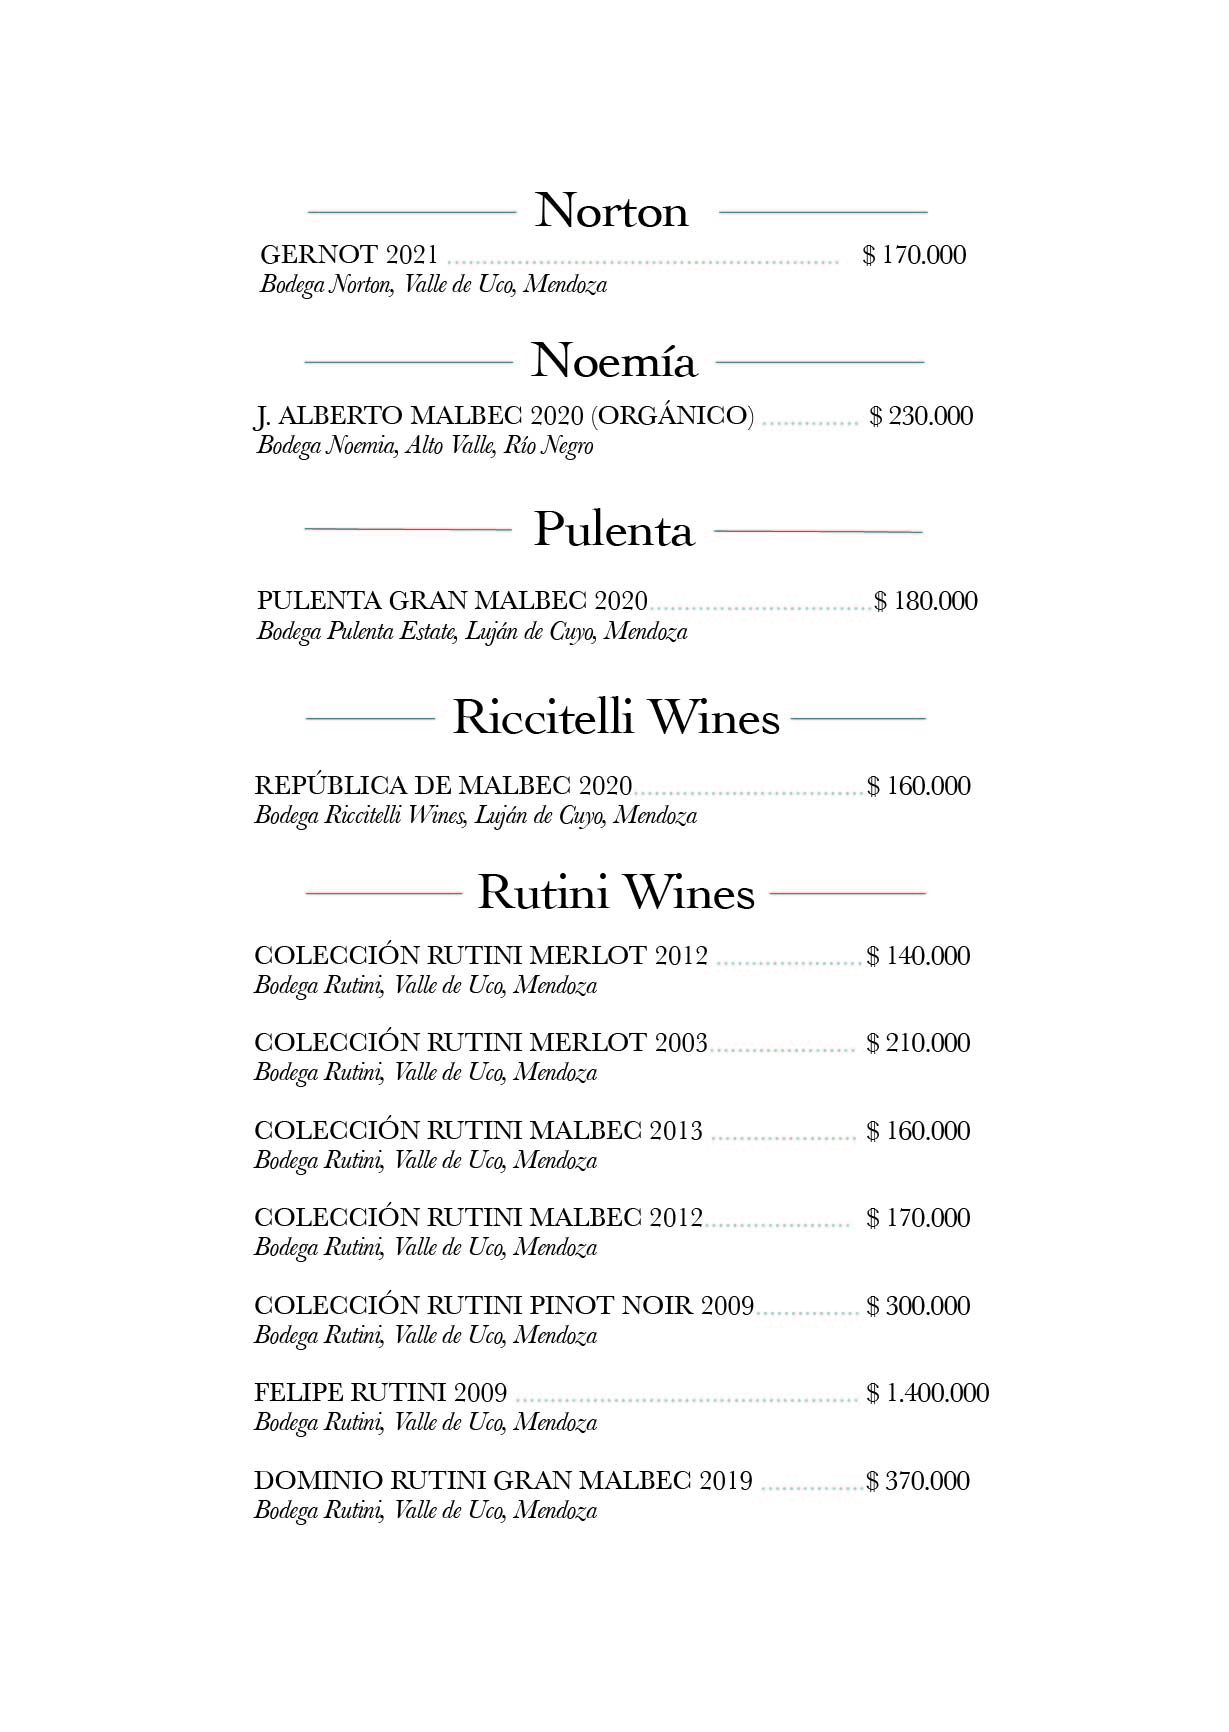 Norton
GERNOT 2021 $ 170.000
Bodega Norton, Valle de Uco, Mendoza
Noemía
J. ALBERTO MALBEC 2020 (ORGÁNICO) $ 230.000
Bodega Noemia, Alto Valle, Río Negro
Pulenta
PULENTA GRAN MALBEC 2020 $ 180.000
Bodega Pulenta Estate, Luján de Cuyo, Mendoza
Riccitelli Wines
REPÚBLICA DE MALBEC 2020 $ 160.000
Bodega Riccitelli Wines, Luján de Cuyo, Mendoza
Rutini Wines
COLECCIÓN RUTINI MERLOT 2012 $ 140.000
Bodega Rutini, Valle de Uco, Mendoza
COLECCIÓN RUTINI MERLOT 2003 $ 210.000
Bodega Rutini, Valle de Uco, Mendoza
COLECCIÓN RUTINI MALBEC 2013 $ 160.000
Bodega Rutini, Valle de Uco, Mendoza
COLECCIÓN RUTINI MALBEC 2012 $ 170.000
Bodega Rutini, Valle de Uco, Mendoza
COLECCIÓN RUTINI PINOT NOIR 2009 $ 300.000
Bodega Rutini, Valle de Uco, Mendoza
FELIPE RUTINI 2009 $ 1.400.000
Bodega Rutini, Valle de Uco, Mendoza
DOMINIO RUTINI GRAN MALBEC 2019 $ 370.000
Bodega Rutini, Valle de Uco, Mendoza